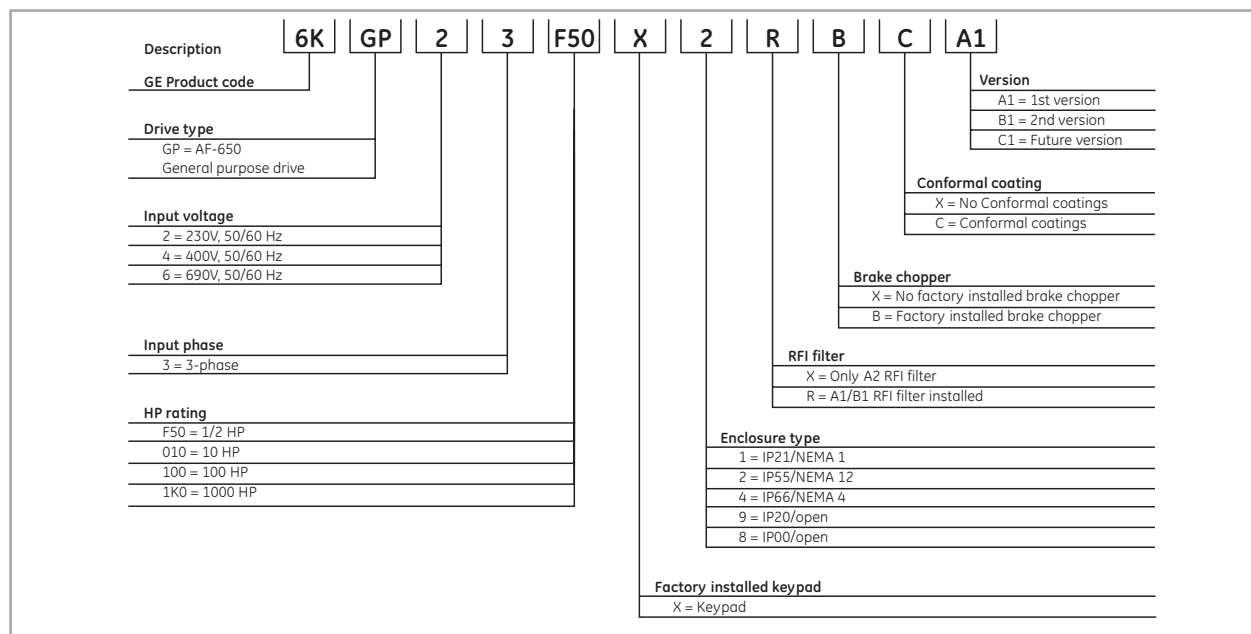 Description 6K GP 2 3 F50 X 2 R B C A1
GE Product code
Drive type
GP = AF-650
General purpose drive
Input voltage
2 = 230V, 50/60 Hz
4 = 400V, 50/60 Hz
6 = 690V, 50/60 Hz
Input phase
3 = 3-phase
HP rating
F50 = 1/2 HP
010 = 10 HP
100 = 100 HP
1K0 = 1000 HP
Version
A1 = 1st version
B1 = 2nd version
C1 = Future version
Conformal coating
X = No Conformal coatings
C = Conformal coatings
Brake chopper
X = No factory installed brake chopper
B = Factory installed brake chopper
RFI filter
X = Only A2 RFI filter
R = A1/B1 RFI filter installed
Enclosure type
1 = IP21/NEMA 1
2 = IP55/NEMA 12
4 = IP66/NEMA 4
9 = IP20/open
8 = IP00/open
Factory installed keypad
X = Keypad